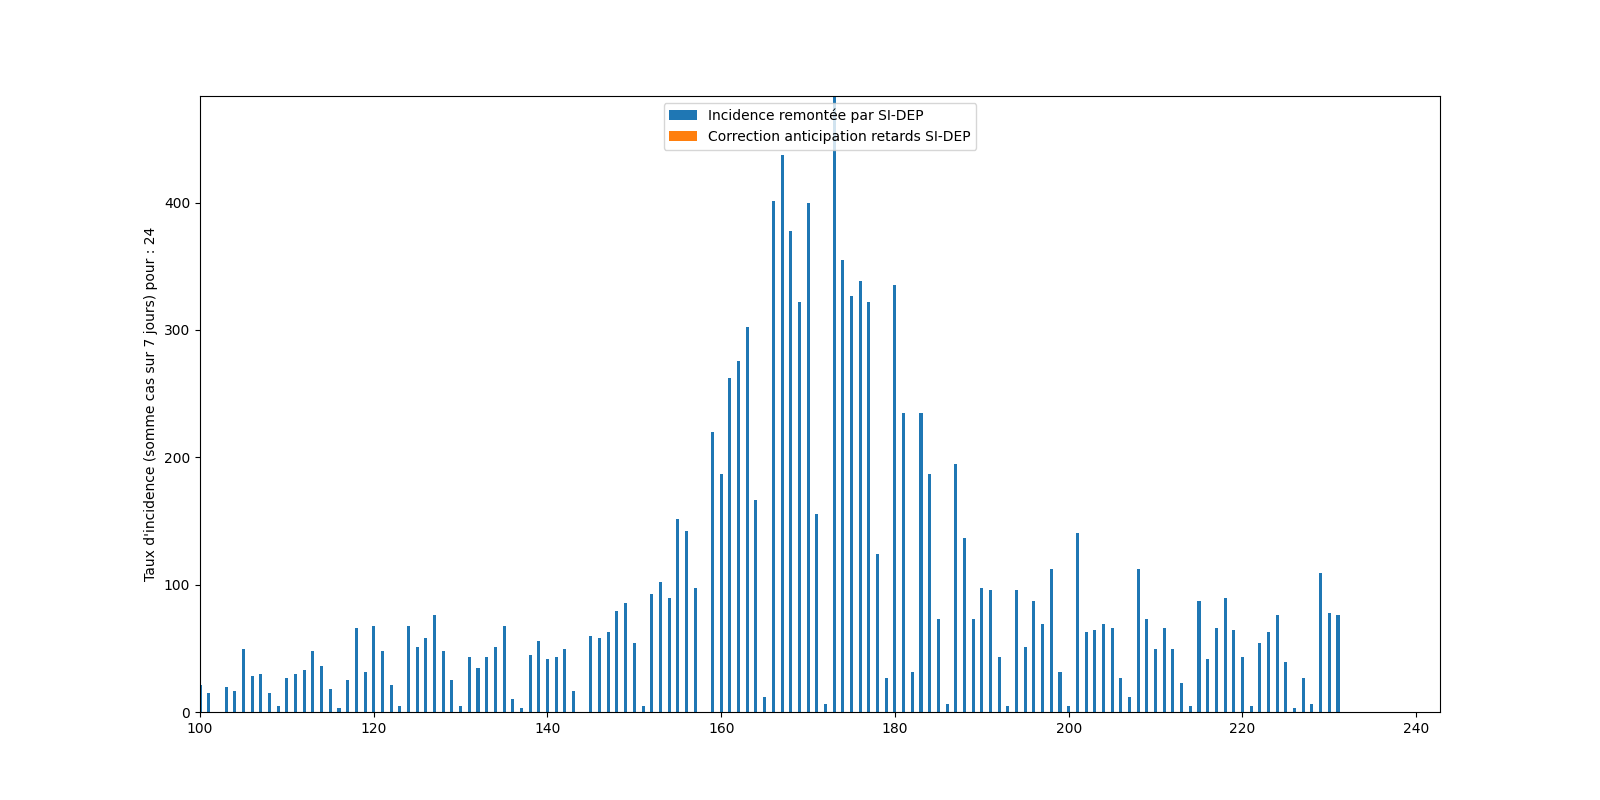 Incidence remontée par SI-DEP
Correction anticipation retards SI-DEP
Taux d'incidence (somme cas sur 7 jours) pour : 24
400
300
200
100
0
100 120 140 160 180 200 220 240